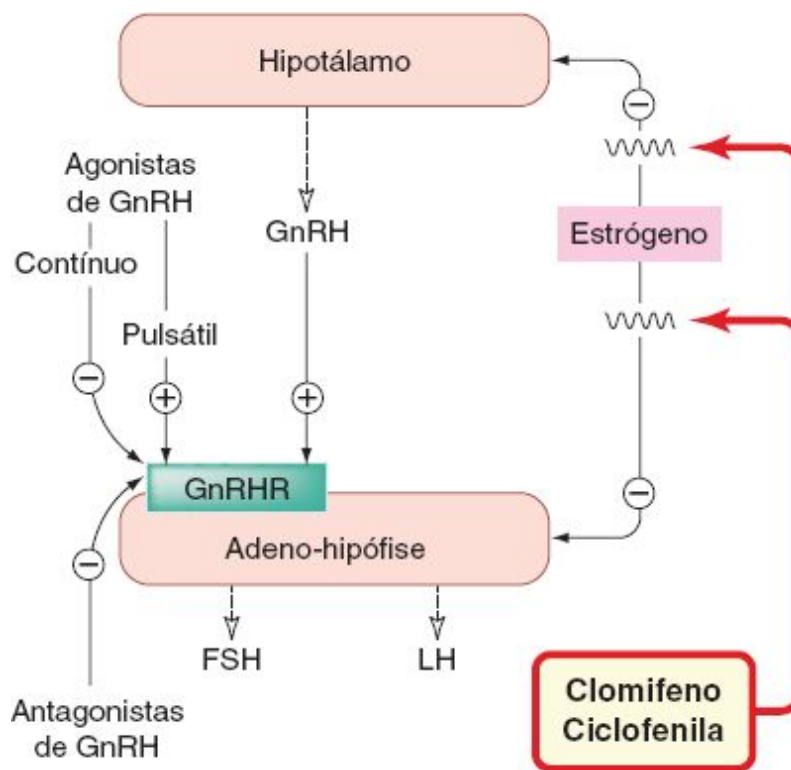 Hipotálamo
−
Agonistas
de GnRH
GnRH
Estrógeno
Contínuo
Pulsátil
−
+
+
GnRHR
−
Adeno-hipófise
−
FSH
LH
Clomifeno
Ciclofenila
Antagonistas
de GnRH